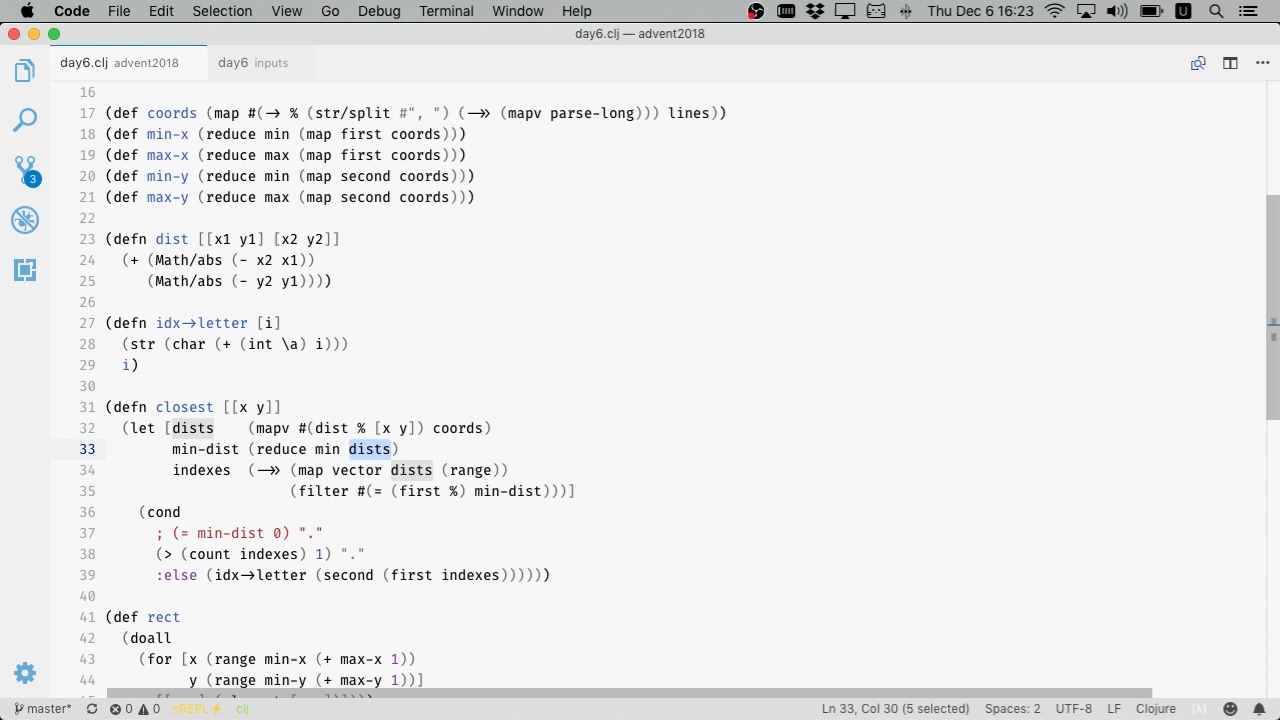 Code File Edit Selection View Go Debug Terminal Window Help Thu Dec 6 16:23 U
day6.clj — advent2018
day6.clj advent2018 day6 inputs
16
17 (def coords (map #(-> % (str/split #", ") (->> (mapv parse-long))) lines))
18 (def min-x (reduce min (map first coords)))
19 (def max-x (reduce max (map first coords)))
20 (def min-y (reduce min (map second coords)))
21 (def max-y (reduce max (map second coords)))
22
23 (defn dist [[x1 y1] [x2 y2]]
24 (+ (Math/abs (- x2 x1))
25 (Math/abs (- y2 y1))))
26
27 (defn idx->letter [i]
28 (str (char (+ (int \a) i)))
29 i)
30
31 (defn closest [[x y]]
32 (let [dists (mapv #(dist % [x y]) coords)
33 min-dist (reduce min dists)
34 indexes (->> (map vector dists (range))
35 (filter #(= (first %) min-dist)))]
36 (cond
37 ; (= min-dist 0) "."
38 (> (count indexes) 1) "."
39 :else (idx->letter (second (first indexes))))))
40
41 (def rect
42 (doall
43 (for [x (range min-x (+ max-x 1))
44 y (range min-y (+ max-y 1))]
3
master* 0 0 nREPL⚡ clj Ln 33, Col 30 (5 selected) Spaces: 2 UTF-8 LF Clojure (λ)